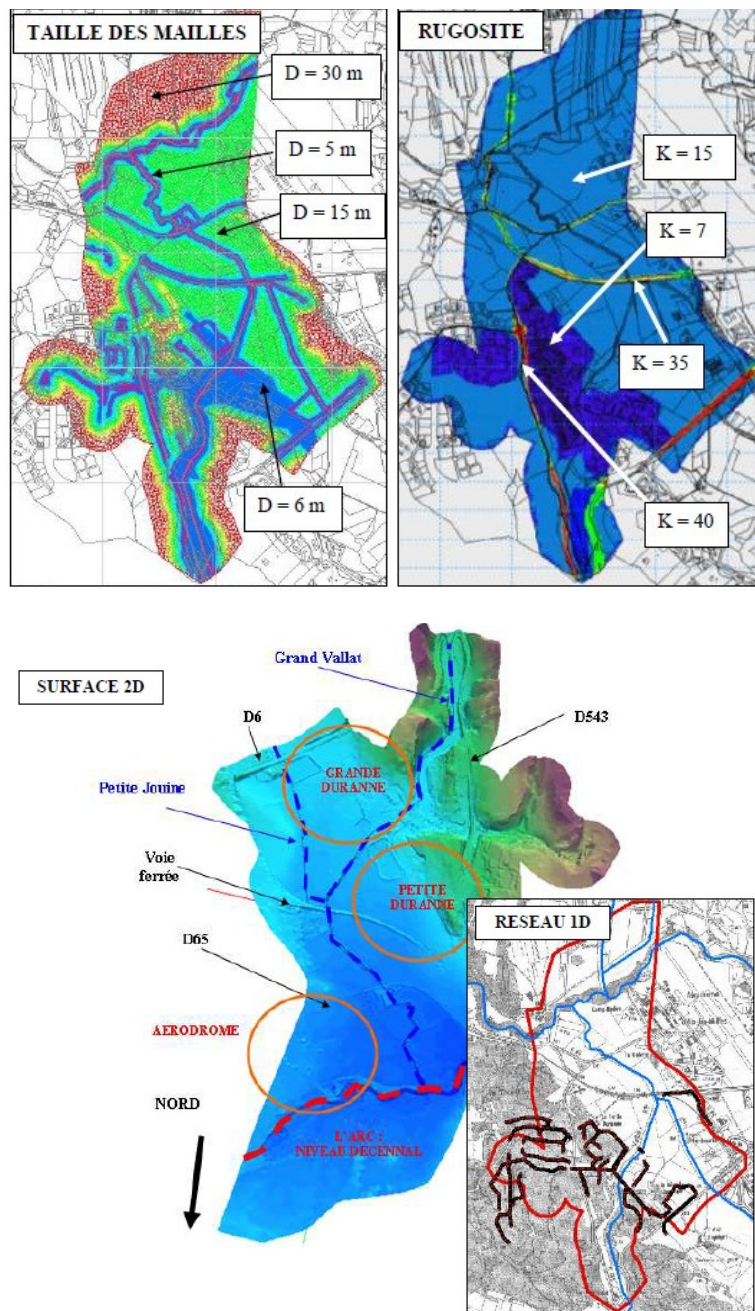 TAILLE DES MAILLES
D = 30 m
D = 5 m
D = 15 m
D = 6 m
RUGOSITE
K = 15
K = 7
K = 35
K = 40
SURFACE 2D
Grand Vallat
D6
D543
GRANDE
DURANNE
Petite Jouine
Voie
ferrée
PETITE
DURANNE
D65
AERODROME
NORD
L'ARC :
NIVEAU DECENNAL
RESEAU 1D